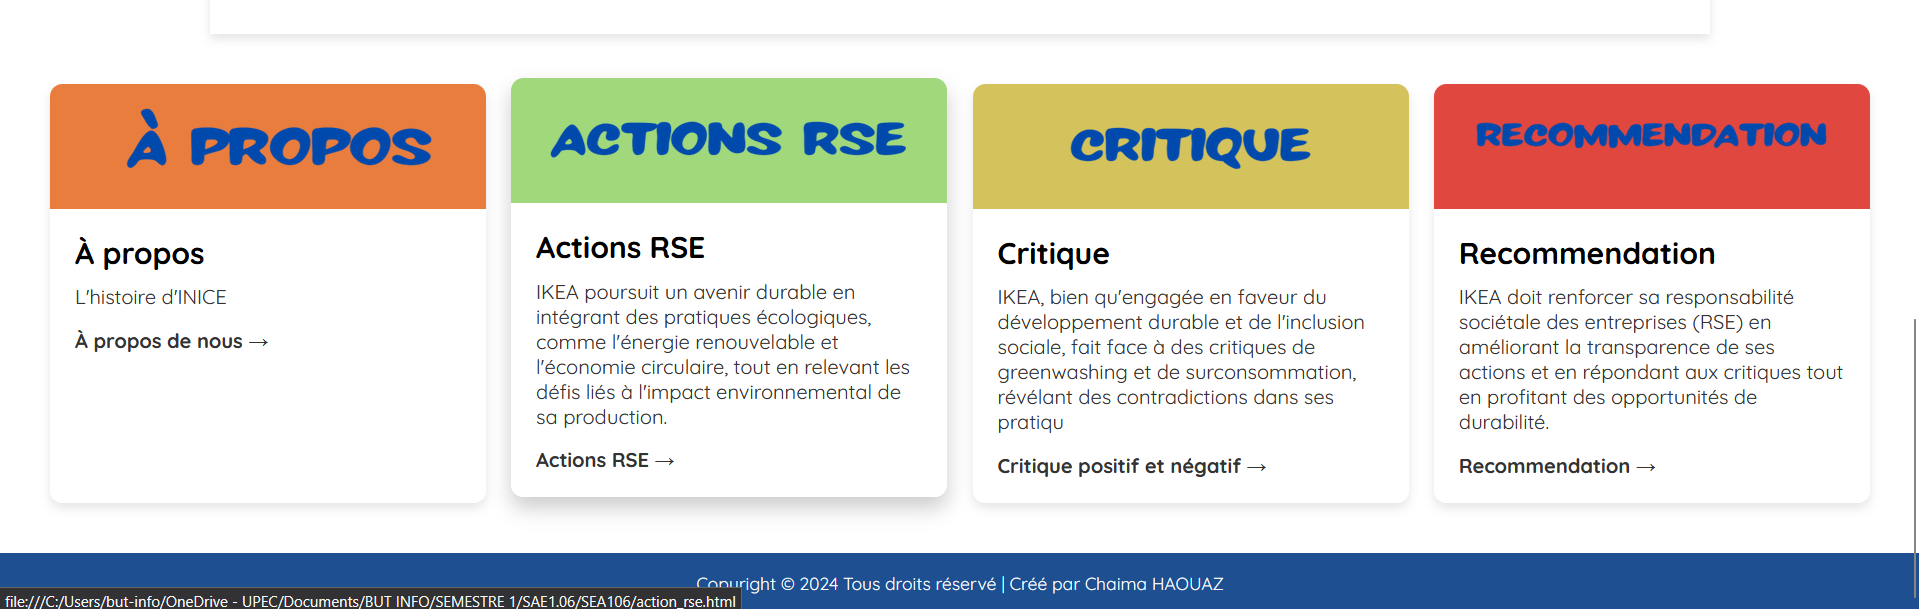 À PROPOS
À propos
L'histoire d'INICE
À propos de nous →
ACTIONS RSE
Actions RSE
IKEA poursuit un avenir durable en
intégrant des pratiques écologiques,
comme l'énergie renouvelable et
l'économie circulaire, tout en relevant les
défis liés à l'impact environnemental de
sa production.
Actions RSE →
CRITIQUE
Critique
IKEA, bien qu'engagée en faveur du
développement durable et de l'inclusion
sociale, fait face à des critiques de
greenwashing et de surconsommation,
révélant des contradictions dans ses
pratiqu
Critique positif et négatif →
RECOMMENDATION
Recommendation
IKEA doit renforcer sa responsabilité
sociétale des entreprises (RSE) en
améliorant la transparence de ses
actions et en répondant aux critiques tout
en profitant des opportunités de
durabilité.
Recommendation →
Copyright © 2024 Tous droits réservé | Créé par Chaima HAOUAZ
file:///C:/Users/but-info/OneDrive - UPEC/Documents/BUT INFO/SEMESTRE 1/SAE1.06/SEA106/action_rse.html